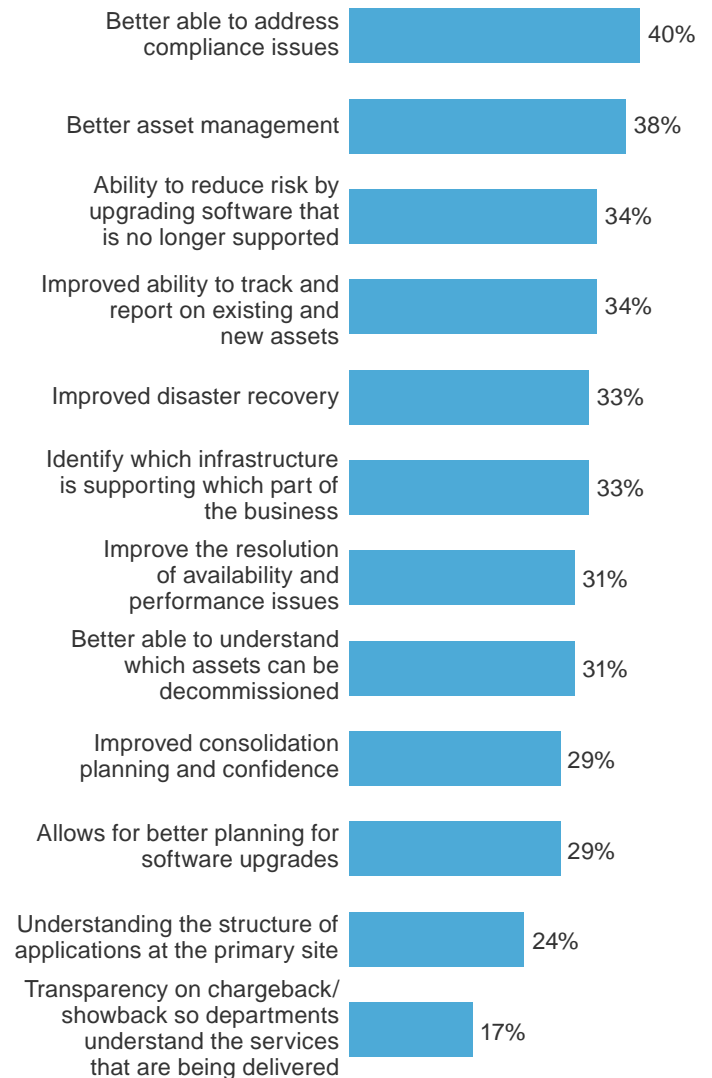 Better able to address
compliance issues
40%
Better asset management
38%
Ability to reduce risk by
upgrading software that
is no longer supported
34%
Improved ability to track and
report on existing and
new assets
34%
Improved disaster recovery
33%
Identify which infrastructure
is supporting which part of
the business
33%
Improve the resolution
of availability and
performance issues
31%
Better able to understand
which assets can be
decommissioned
31%
Improved consolidation
planning and confidence
29%
Allows for better planning for
software upgrades
29%
Understanding the structure of
applications at the primary site
24%
Transparency on chargeback/
showback so departments
understand the services
that are being delivered
17%